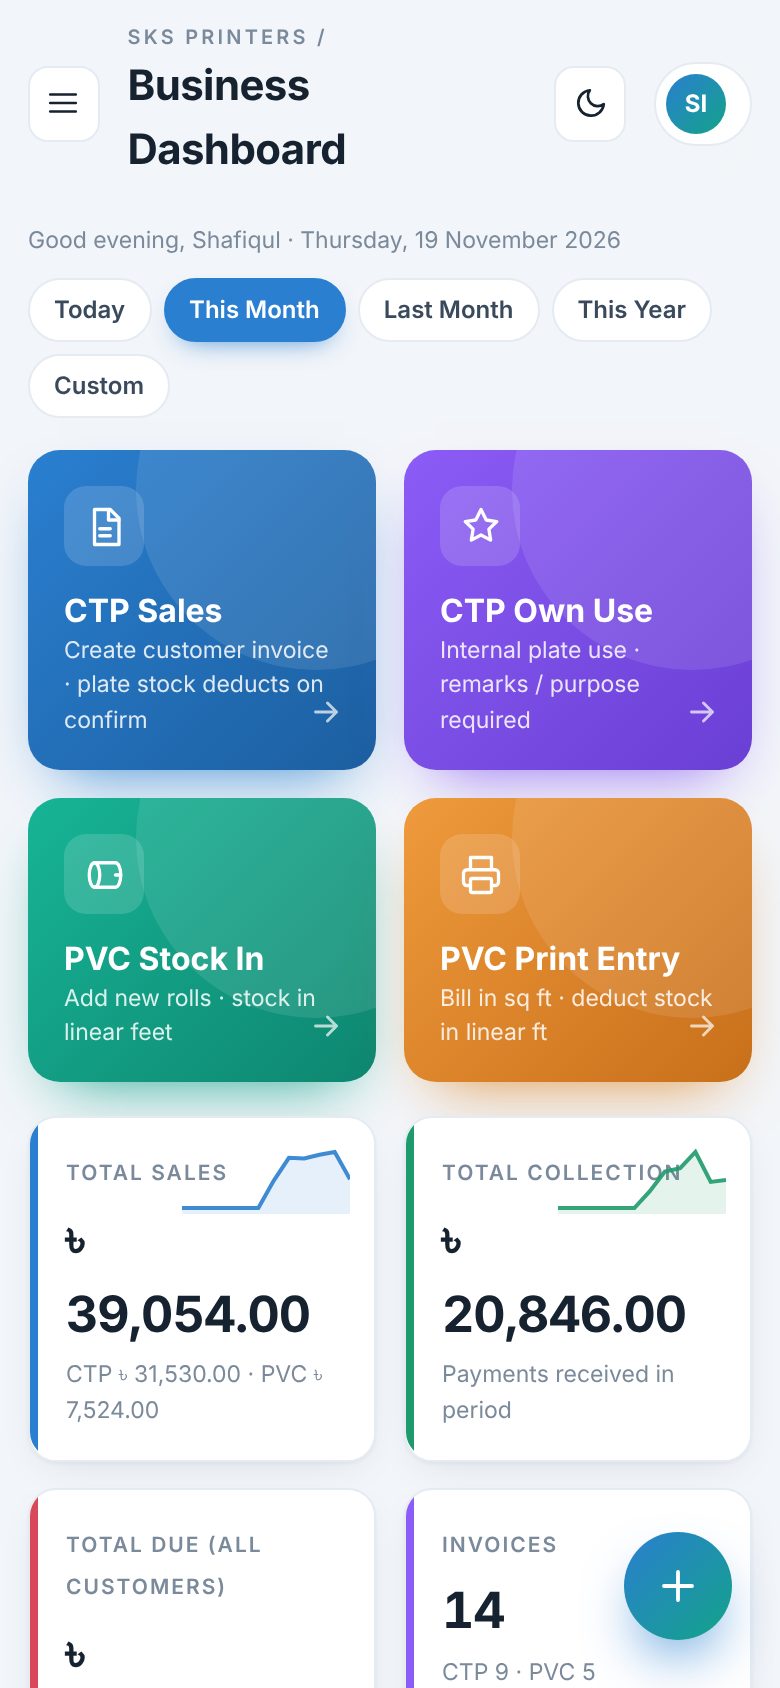 SKS PRINTERS /
Business
Dashboard
SI
Good evening, Shafiqul · Thursday, 19 November 2026
Today
This Month
Last Month
This Year
Custom
CTP Sales
Create customer invoice
· plate stock deducts on
confirm
CTP Own Use
Internal plate use ·
remarks / purpose
required
PVC Stock In
Add new rolls · stock in
linear feet
PVC Print Entry
Bill in sq ft · deduct stock
in linear ft
TOTAL SALES
৳
39,054.00
CTP ৳ 31,530.00 · PVC ৳
7,524.00
TOTAL COLLECTION
৳
20,846.00
Payments received in
period
TOTAL DUE (ALL
CUSTOMERS)
৳
INVOICES
14
CTP 9 · PVC 5